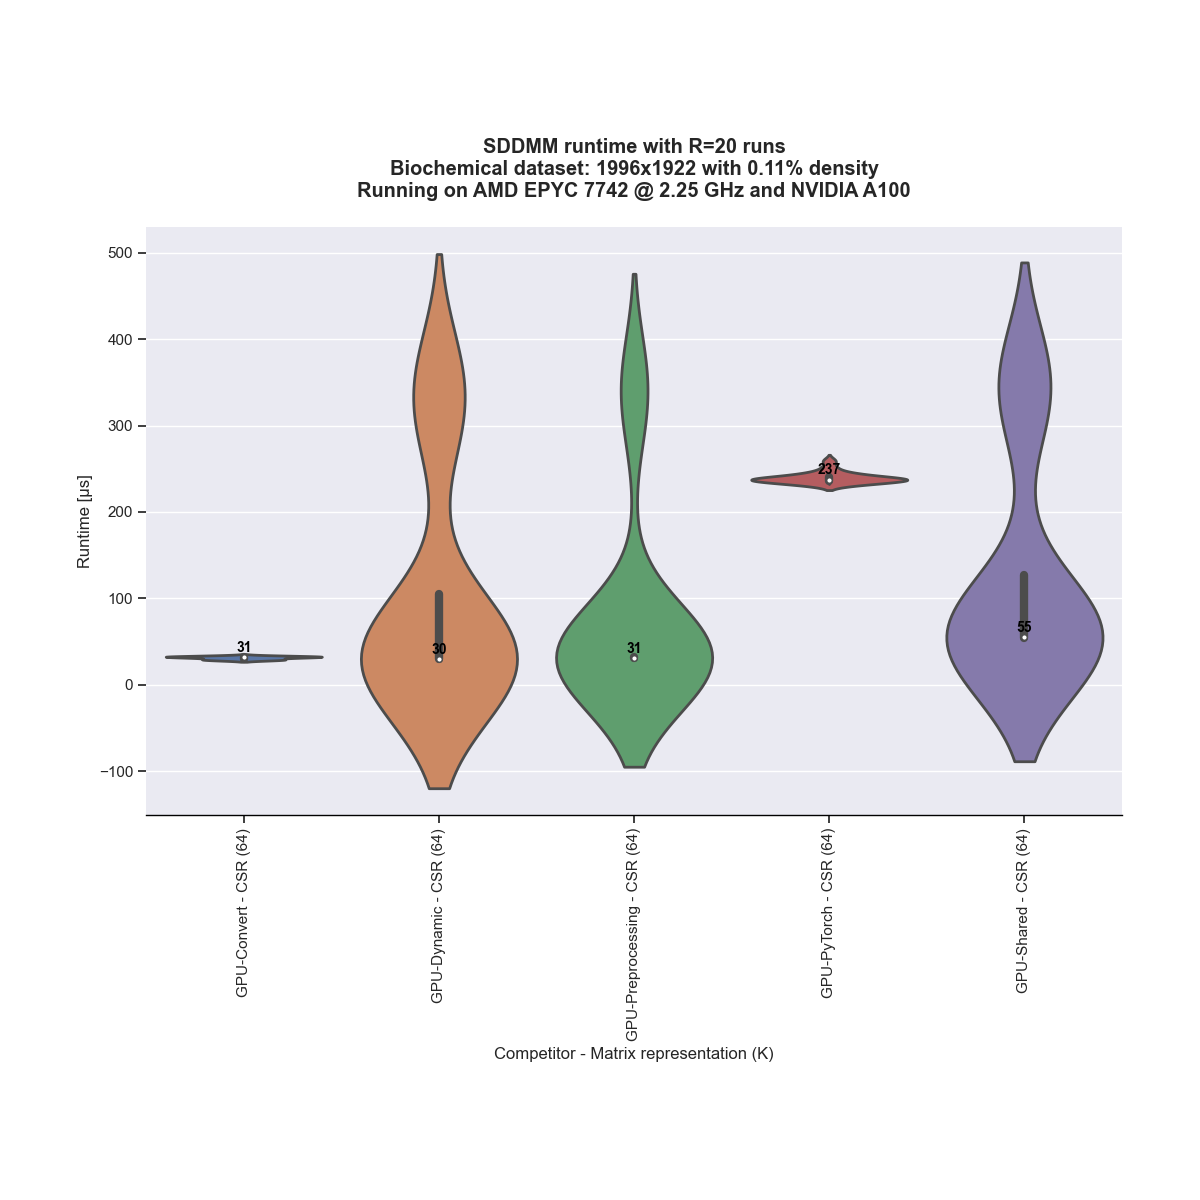 SDDMM runtime with R=20 runs
Biochemical dataset: 1996x1922 with 0.11% density
Running on AMD EPYC 7742 @ 2.25 GHz and NVIDIA A100
Runtime [µs]
500
400
300
200
100
0
−100
31
30
31
237
55
GPU-Convert - CSR (64)
GPU-Dynamic - CSR (64)
GPU-Preprocessing - CSR (64)
GPU-PyTorch - CSR (64)
GPU-Shared - CSR (64)
Competitor - Matrix representation (K)